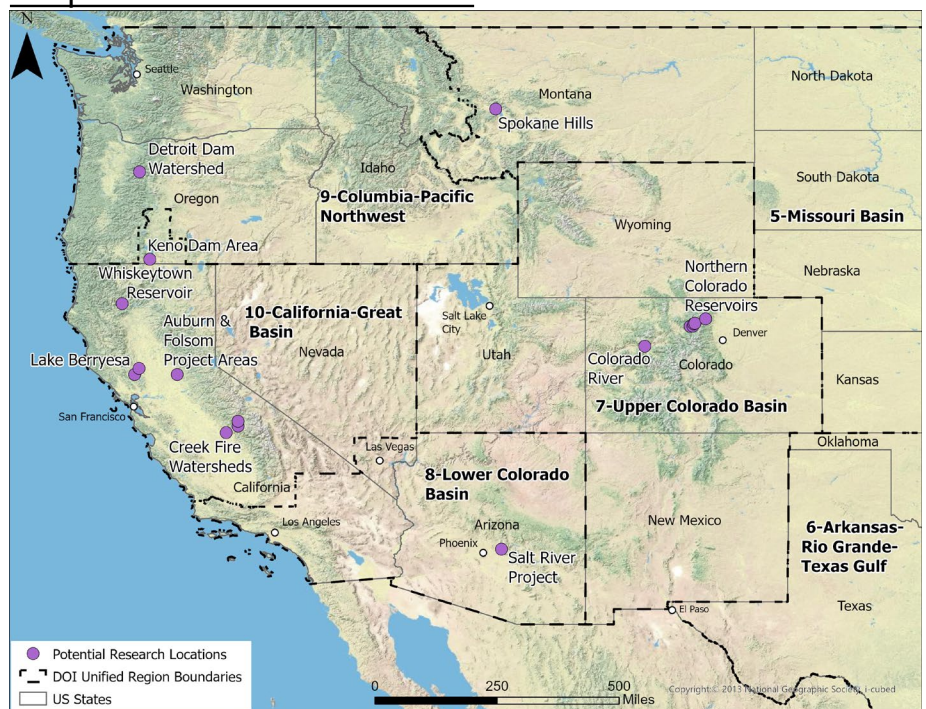 N
Seattle
Washington
Montana
North Dakota
Spokane Hills
Detroit Dam
Watershed
Idaho
South Dakota
Oregon
9-Columbia-Pacific
Northwest
Wyoming
5-Missouri Basin
Keno Dam Area
Whiskeytown
Reservoir
Northern
Colorado
Reservoirs
Nebraska
10-California-Great
Basin
Salt Lake
City
Auburn &
Folsom
Project Areas
Lake Berryesa
Nevada
Utah
Denver
Colorado
River
Colorado
Kansas
7-Upper Colorado Basin
San Francisco
Creek Fire
Watersheds
Las Vegas
Oklahoma
8-Lower Colorado
Basin
California
Los Angeles
Arizona
Phoenix
New Mexico
6-Arkansas-
Rio Grande-
Texas Gulf
Salt River
Project
El Paso
Texas
Potential Research Locations
DOI Unified Region Boundaries
US States
0 250 500
Miles
Copyright:© 2013 National Geographic Society, i-cubed